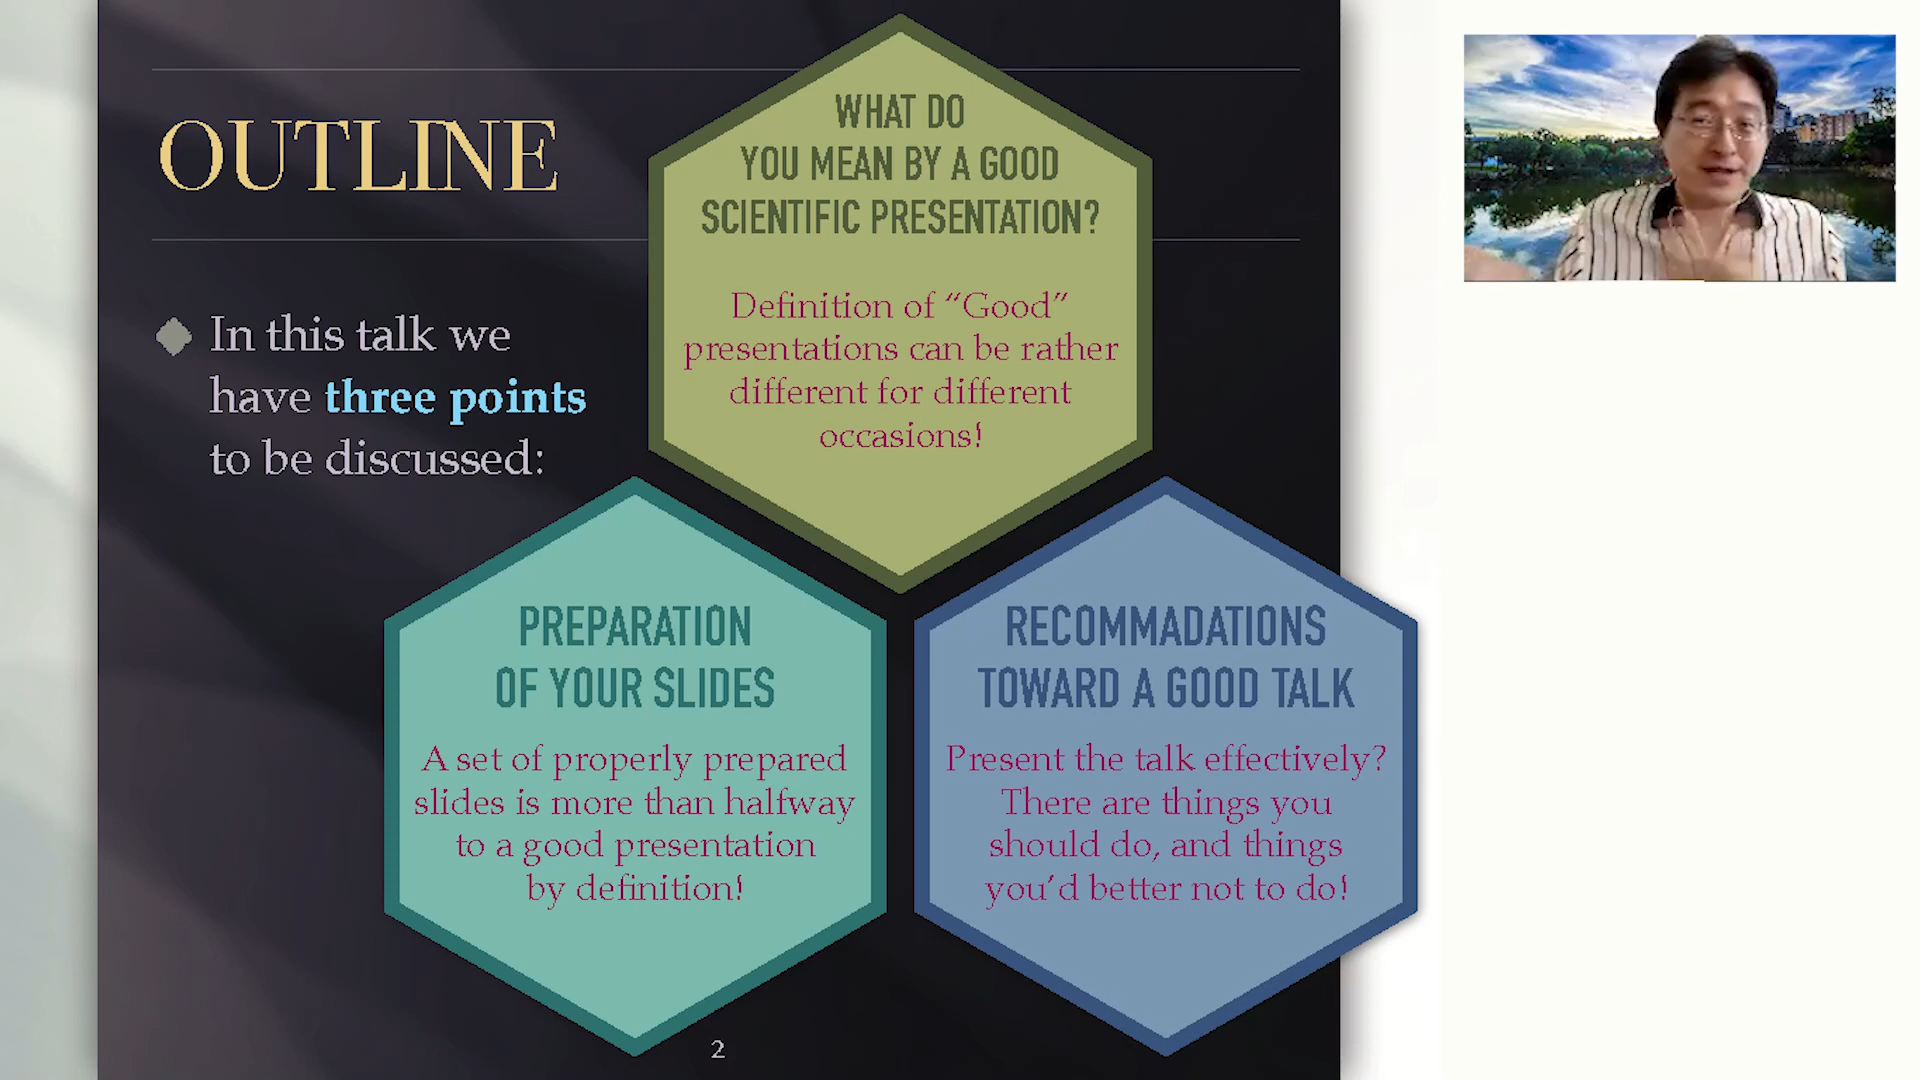 OUTLINE
In this talk we
have three points
to be discussed:
WHAT DO
YOU MEAN BY A GOOD
SCIENTIFIC PRESENTATION?
Definition of “Good”
presentations can be rather
different for different
occasions!
PREPARATION
OF YOUR SLIDES
A set of properly prepared
slides is more than halfway
to a good presentation
by definition!
RECOMMADATIONS
TOWARD A GOOD TALK
Present the talk effectively?
There are things you
should do, and things
you’d better not to do!
2